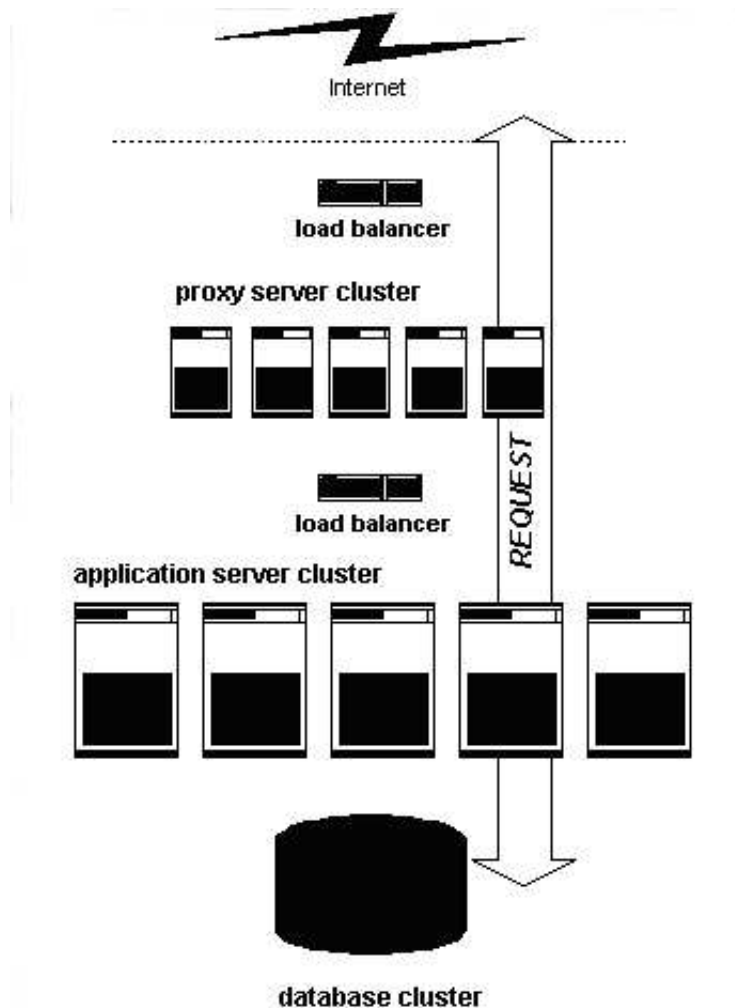 Internet
load balancer
proxy server cluster
load balancer
REQUEST
application server cluster
database cluster